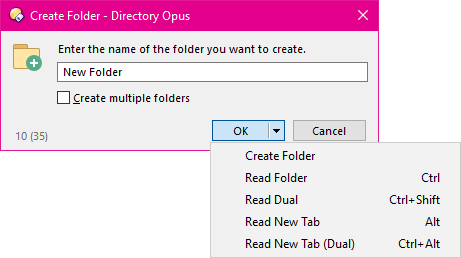 Create Folder - Directory Opus
Enter the name of the folder you want to create.
New Folder
Create multiple folders
10 (35)
OK
Cancel
Create Folder
Read Folder Ctrl
Read Dual Ctrl+Shift
Read New Tab Alt
Read New Tab (Dual) Ctrl+Alt